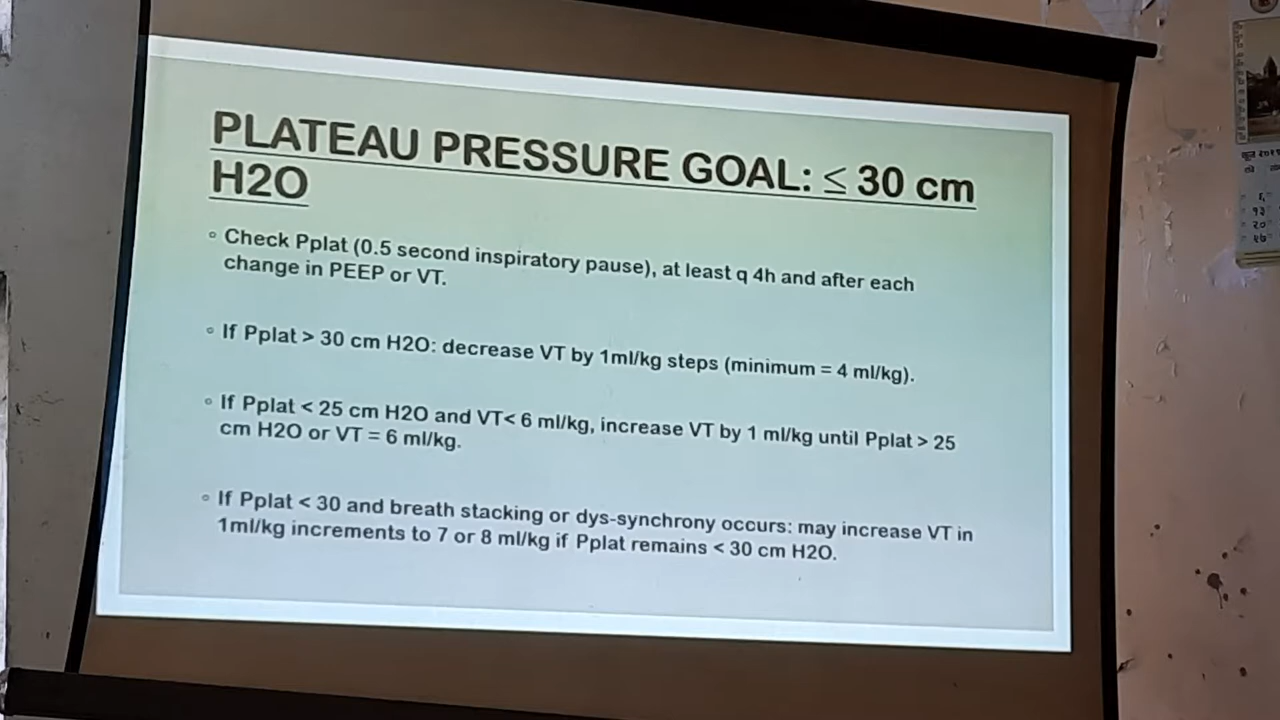 PLATEAU PRESSURE GOAL: ≤ 30 cm
H2O
◦ Check Pplat (0.5 second inspiratory pause), at least q 4h and after each
change in PEEP or VT.
◦ If Pplat > 30 cm H2O: decrease VT by 1ml/kg steps (minimum = 4 ml/kg).
◦ If Pplat < 25 cm H2O and VT< 6 ml/kg, increase VT by 1 ml/kg until Pplat > 25
cm H2O or VT = 6 ml/kg.
◦ If Pplat < 30 and breath stacking or dys-synchrony occurs: may increase VT in
1ml/kg increments to 7 or 8 ml/kg if Pplat remains < 30 cm H2O.
६
१३
२०
२७